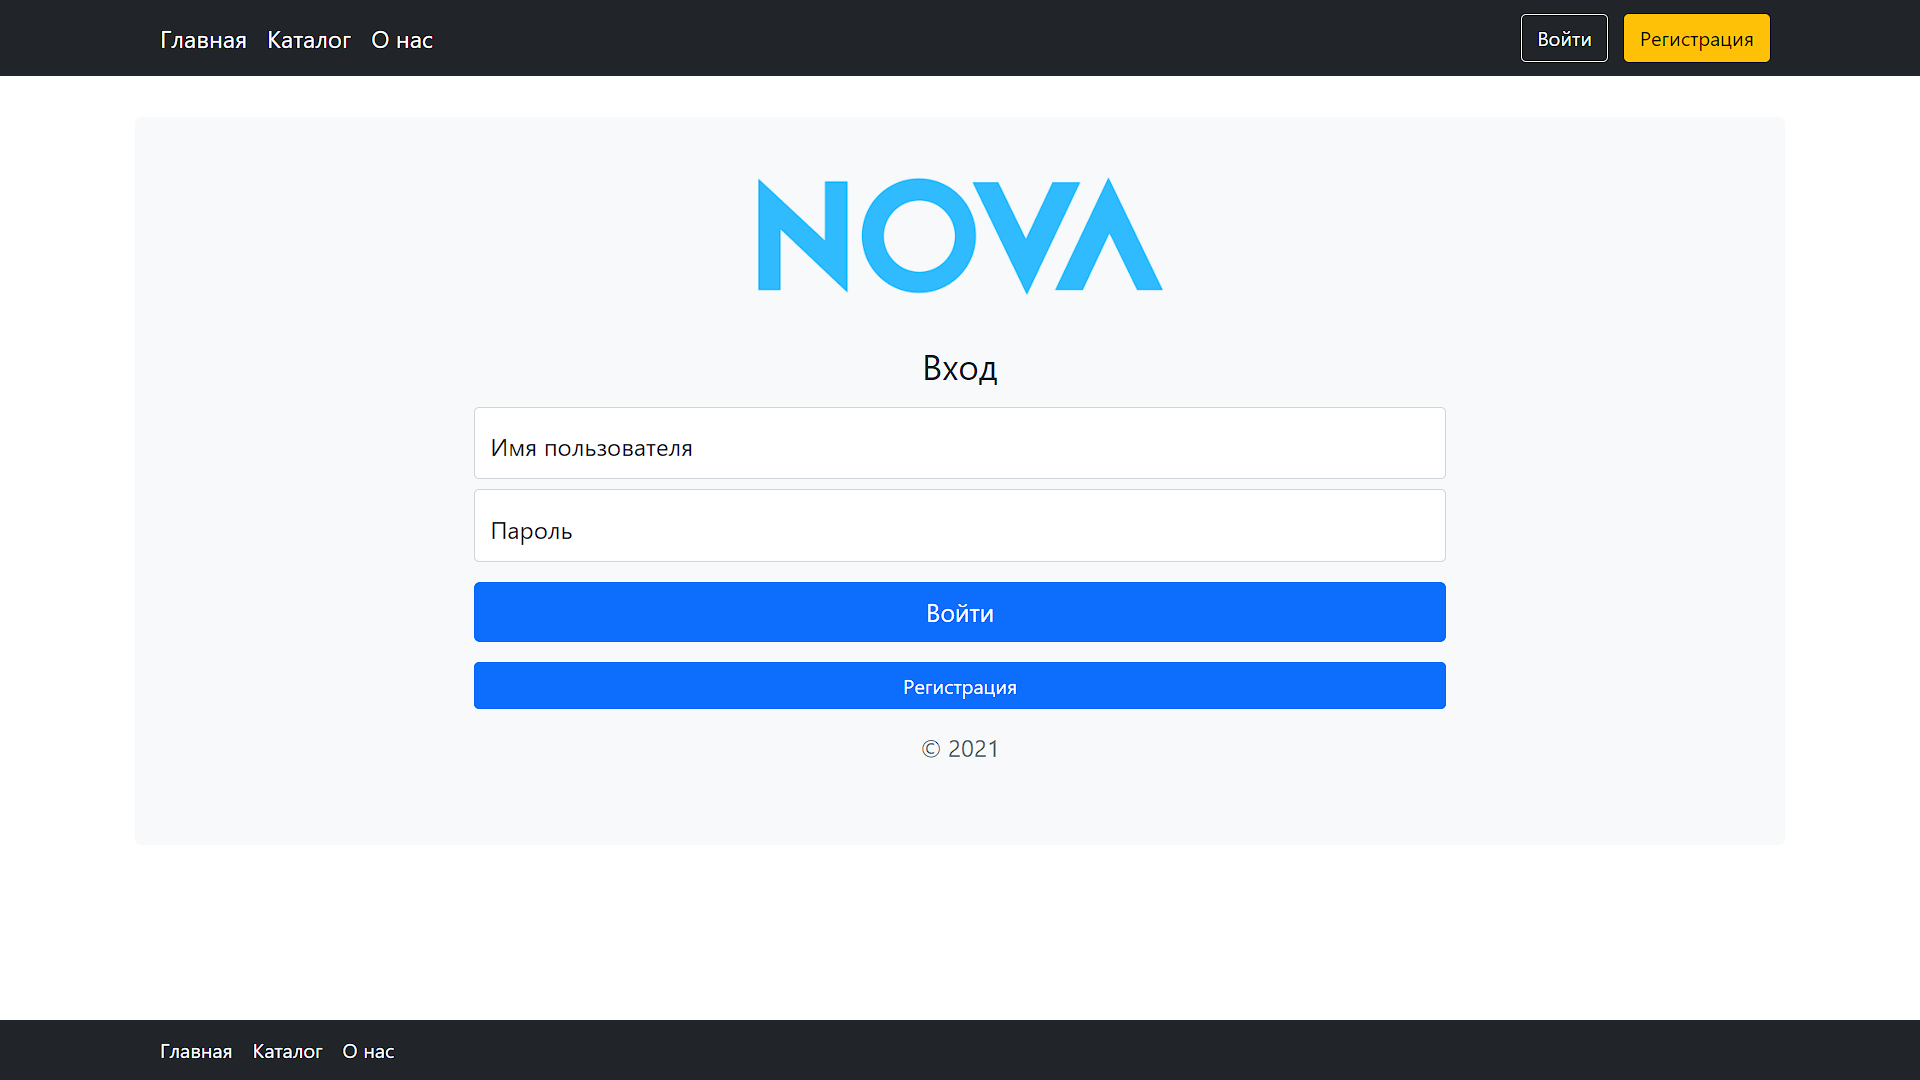 Главная Каталог О нас Войти Регистрация
NOVA
Вход
Имя пользователя
Пароль
Войти
Регистрация
© 2021
Главная Каталог О нас